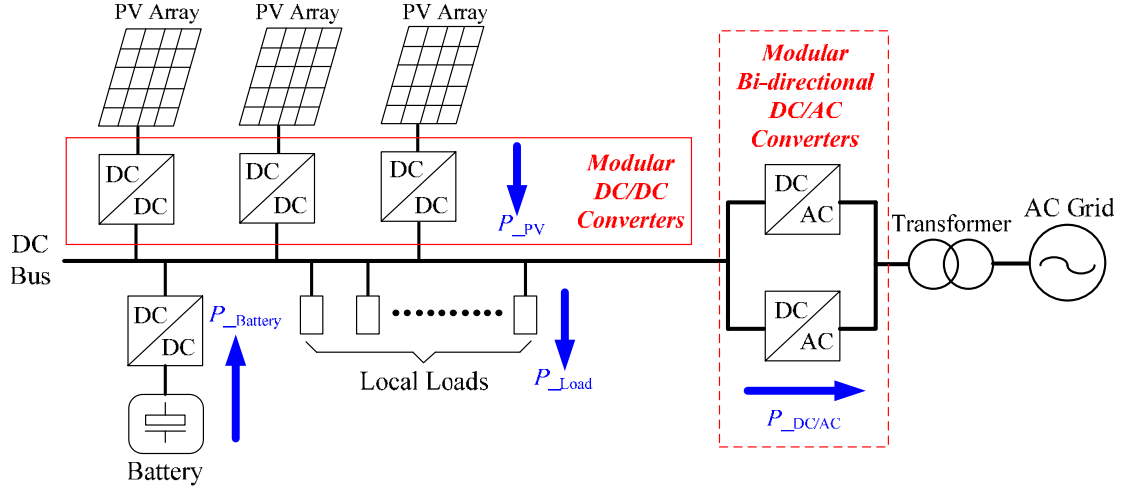 PV Array
PV Array
PV Array
DC
DC
DC
DC
DC
DC
Modular
DC/DC
Converters
P_PV
Modular
Bi-directional
DC/AC
Converters
DC
AC
DC
AC
Transformer
AC Grid
DC
Bus
DC
DC
P_Battery
Local Loads
P_Load
P_DC/AC
Battery